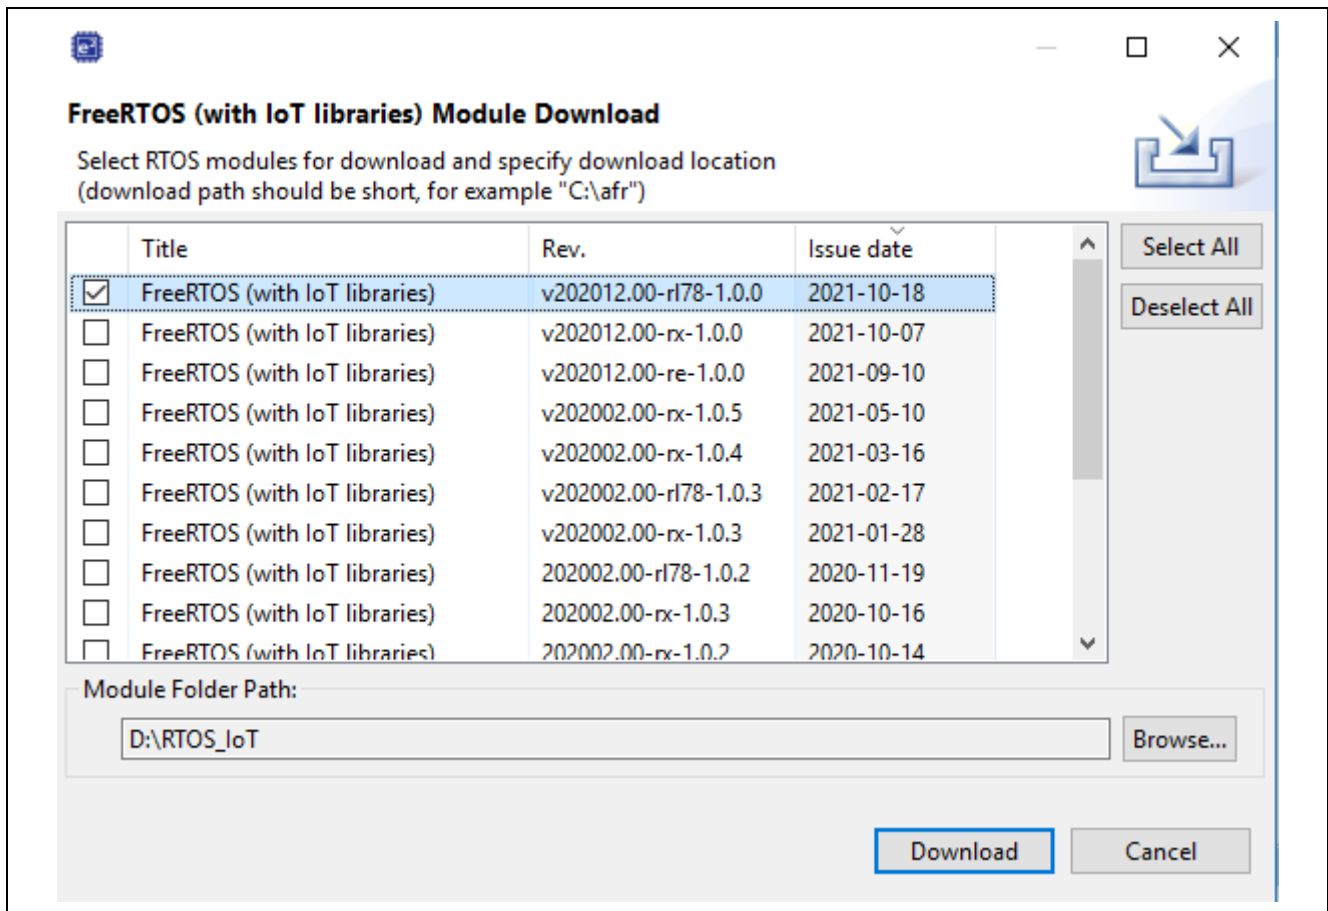 e²
FreeRTOS (with IoT libraries) Module Download
Select RTOS modules for download and specify download location
(download path should be short, for example "C:\afr")
Title Rev. Issue date
FreeRTOS (with IoT libraries) v202012.00-rl78-1.0.0 2021-10-18
FreeRTOS (with IoT libraries) v202012.00-rx-1.0.0 2021-10-07
FreeRTOS (with IoT libraries) v202012.00-re-1.0.0 2021-09-10
FreeRTOS (with IoT libraries) v202002.00-rx-1.0.5 2021-05-10
FreeRTOS (with IoT libraries) v202002.00-rx-1.0.4 2021-03-16
FreeRTOS (with IoT libraries) v202002.00-rl78-1.0.3 2021-02-17
FreeRTOS (with IoT libraries) v202002.00-rx-1.0.3 2021-01-28
FreeRTOS (with IoT libraries) 202002.00-rl78-1.0.2 2020-11-19
FreeRTOS (with IoT libraries) 202002.00-rx-1.0.3 2020-10-16
FreeRTOS (with IoT libraries) 202002.00-rx-1.0.2 2020-10-14
Select All
Deselect All
Module Folder Path:
D:\RTOS_IoT
Browse...
Download
Cancel